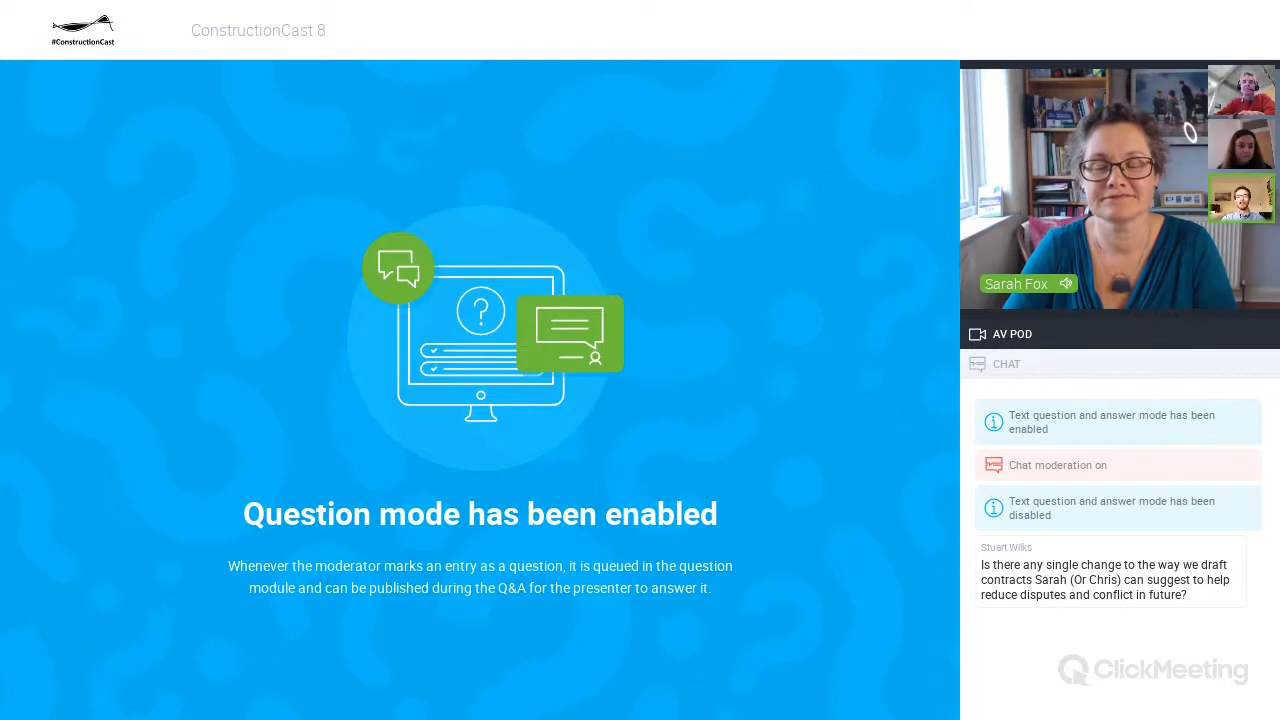 #ConstructionCast
ConstructionCast 8
Question mode has been enabled
Whenever the moderator marks an entry as a question, it is queued in the question
module and can be published during the Q&A for the presenter to answer it.
Sarah Fox
AV POD
CHAT
Text question and answer mode has been
enabled
Chat moderation on
Text question and answer mode has been
disabled
Stuart Wilks
Is there any single change to the way we draft
contracts Sarah (Or Chris) can suggest to help
reduce disputes and conflict in future?
ClickMeeting